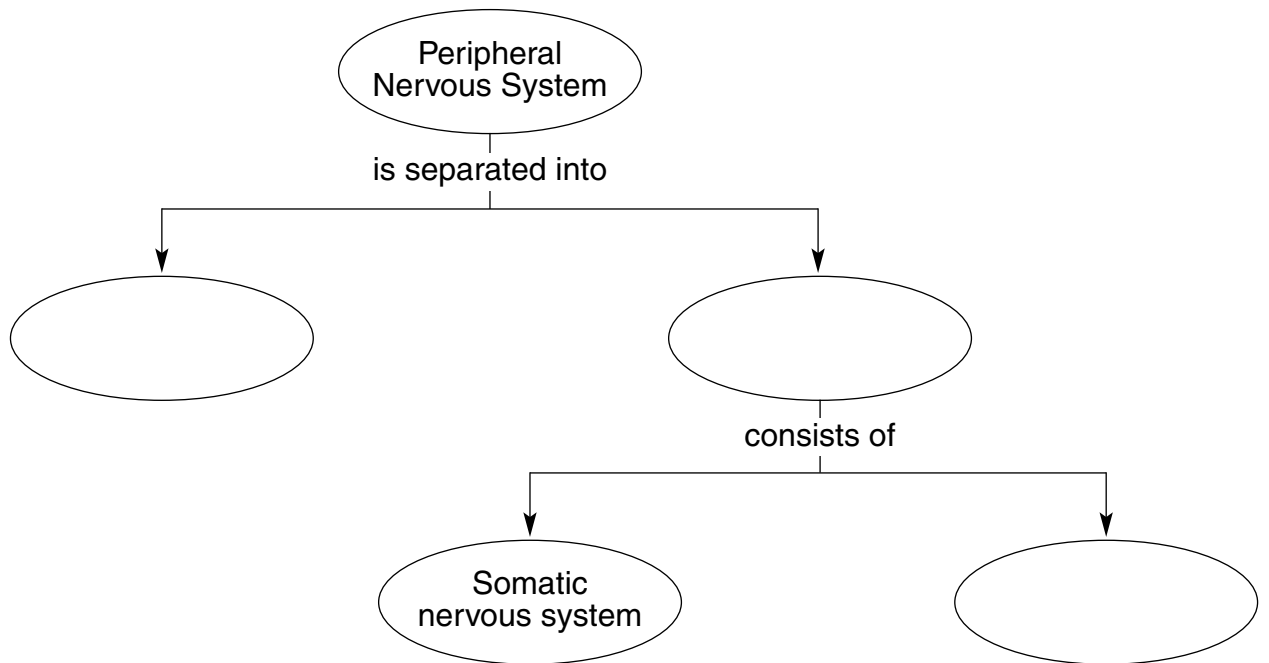 Peripheral
Nervous System
is separated into
consists of
Somatic
nervous system